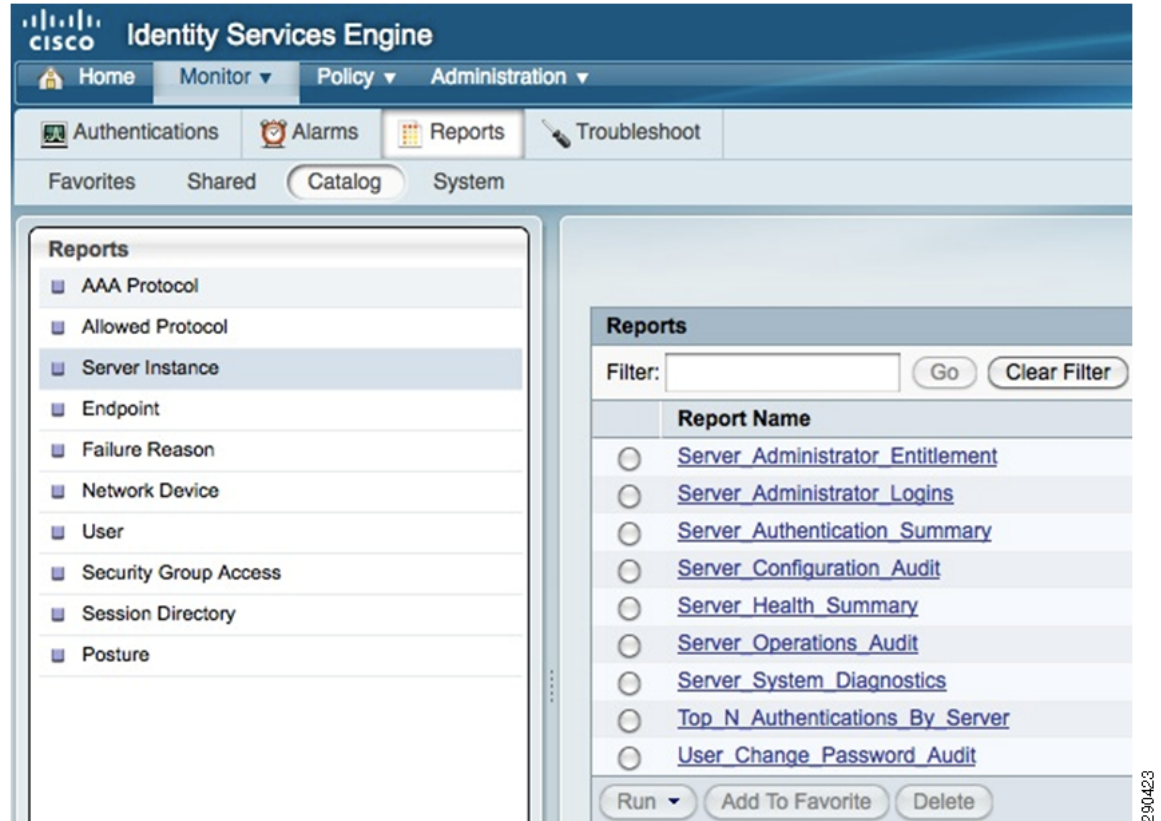 CISCO Identity Services Engine
Home Monitor ▼ Policy ▼ Administration ▼
Authentications Alarms Reports Troubleshoot
Favorites Shared Catalog System
Reports
AAA Protocol
Allowed Protocol
Server Instance
Endpoint
Failure Reason
Network Device
User
Security Group Access
Session Directory
Posture
Reports
Filter: Go Clear Filter
Report Name
Server_Administrator_Entitlement
Server_Administrator_Logins
Server_Authentication_Summary
Server_Configuration_Audit
Server_Health_Summary
Server_Operations_Audit
Server_System_Diagnostics
Top_N_Authentications_By_Server
User_Change_Password_Audit
Run ▼ Add To Favorite Delete
290423